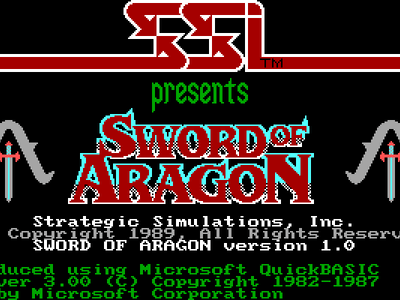 SSI TM
presents
SWORD OF
ARAGON
Strategic Simulations, Inc.
Copyright 1989, All Rights Reserv
SWORD OF ARAGON version 1.0
duced using Microsoft QuickBASIC
ver 3.00 (C) Copyright 1982-1987
by Microsoft Corporation